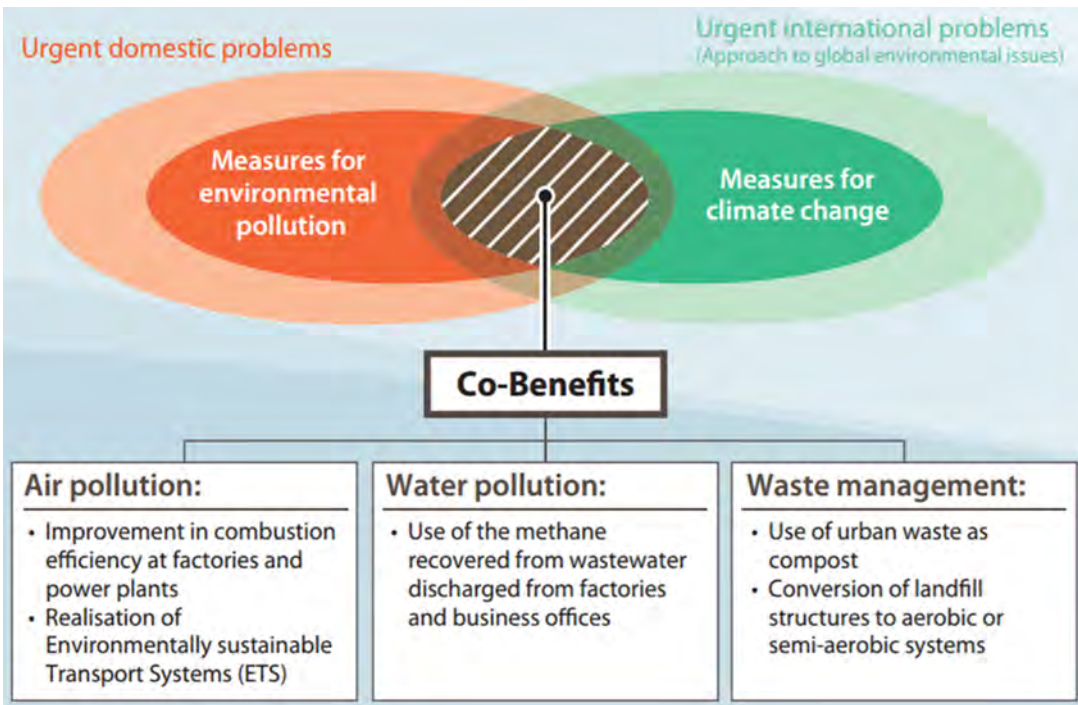 Urgent domestic problems
Urgent international problems
(Approach to global environmental issues)
Measures for
environmental
pollution
Measures for
climate change
Co-Benefits
Air pollution:
• Improvement in combustion
efficiency at factories and
power plants
• Realisation of
Environmentally sustainable
Transport Systems (ETS)
Water pollution:
• Use of the methane
recovered from wastewater
discharged from factories
and business offices
Waste management:
• Use of urban waste as
compost
• Conversion of landfill
structures to aerobic or
semi-aerobic systems